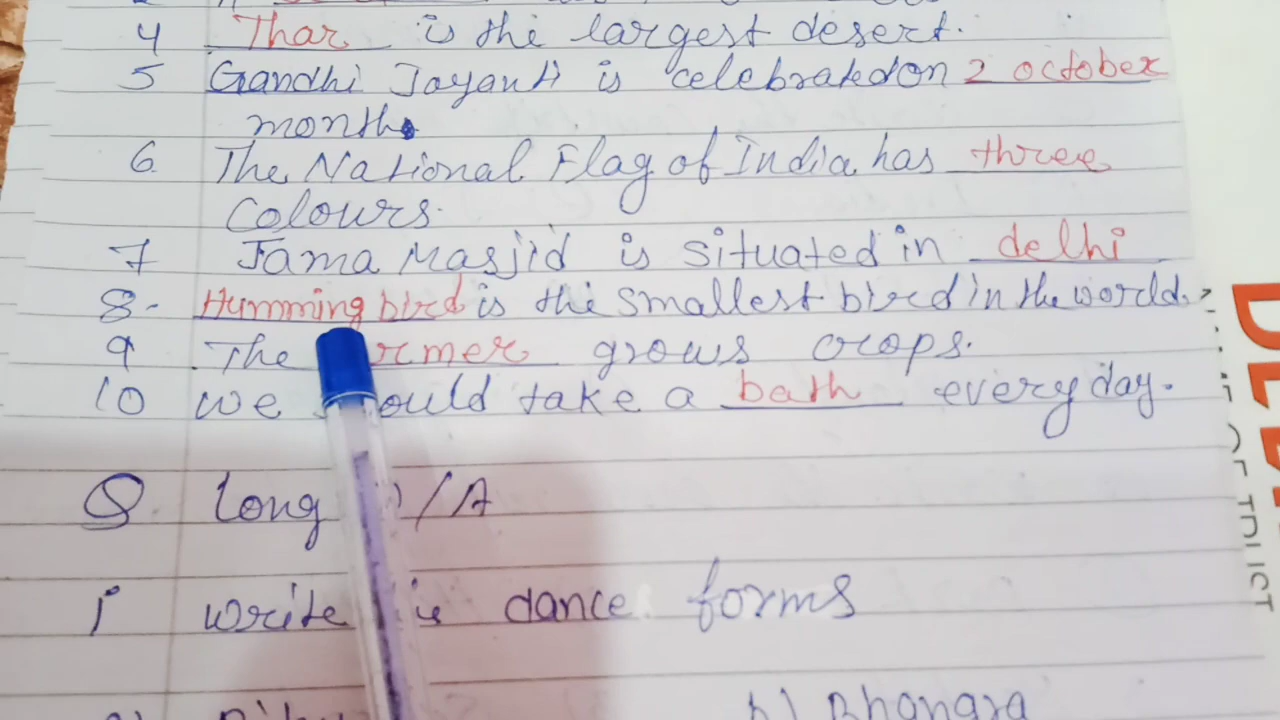 4 Thar is the largest desert.
5 Gandhi Jayanti is celebrated on 2 october
month.
6 The National Flag of India has three
Colours.
7 Jama Masjid is situated in delhi
8- Humming bird is the smallest bird in the world.
9 The rmer grows crops.
10 we ould take a bath every day.
Q long /A
1 write dance forms
b) Bhangra